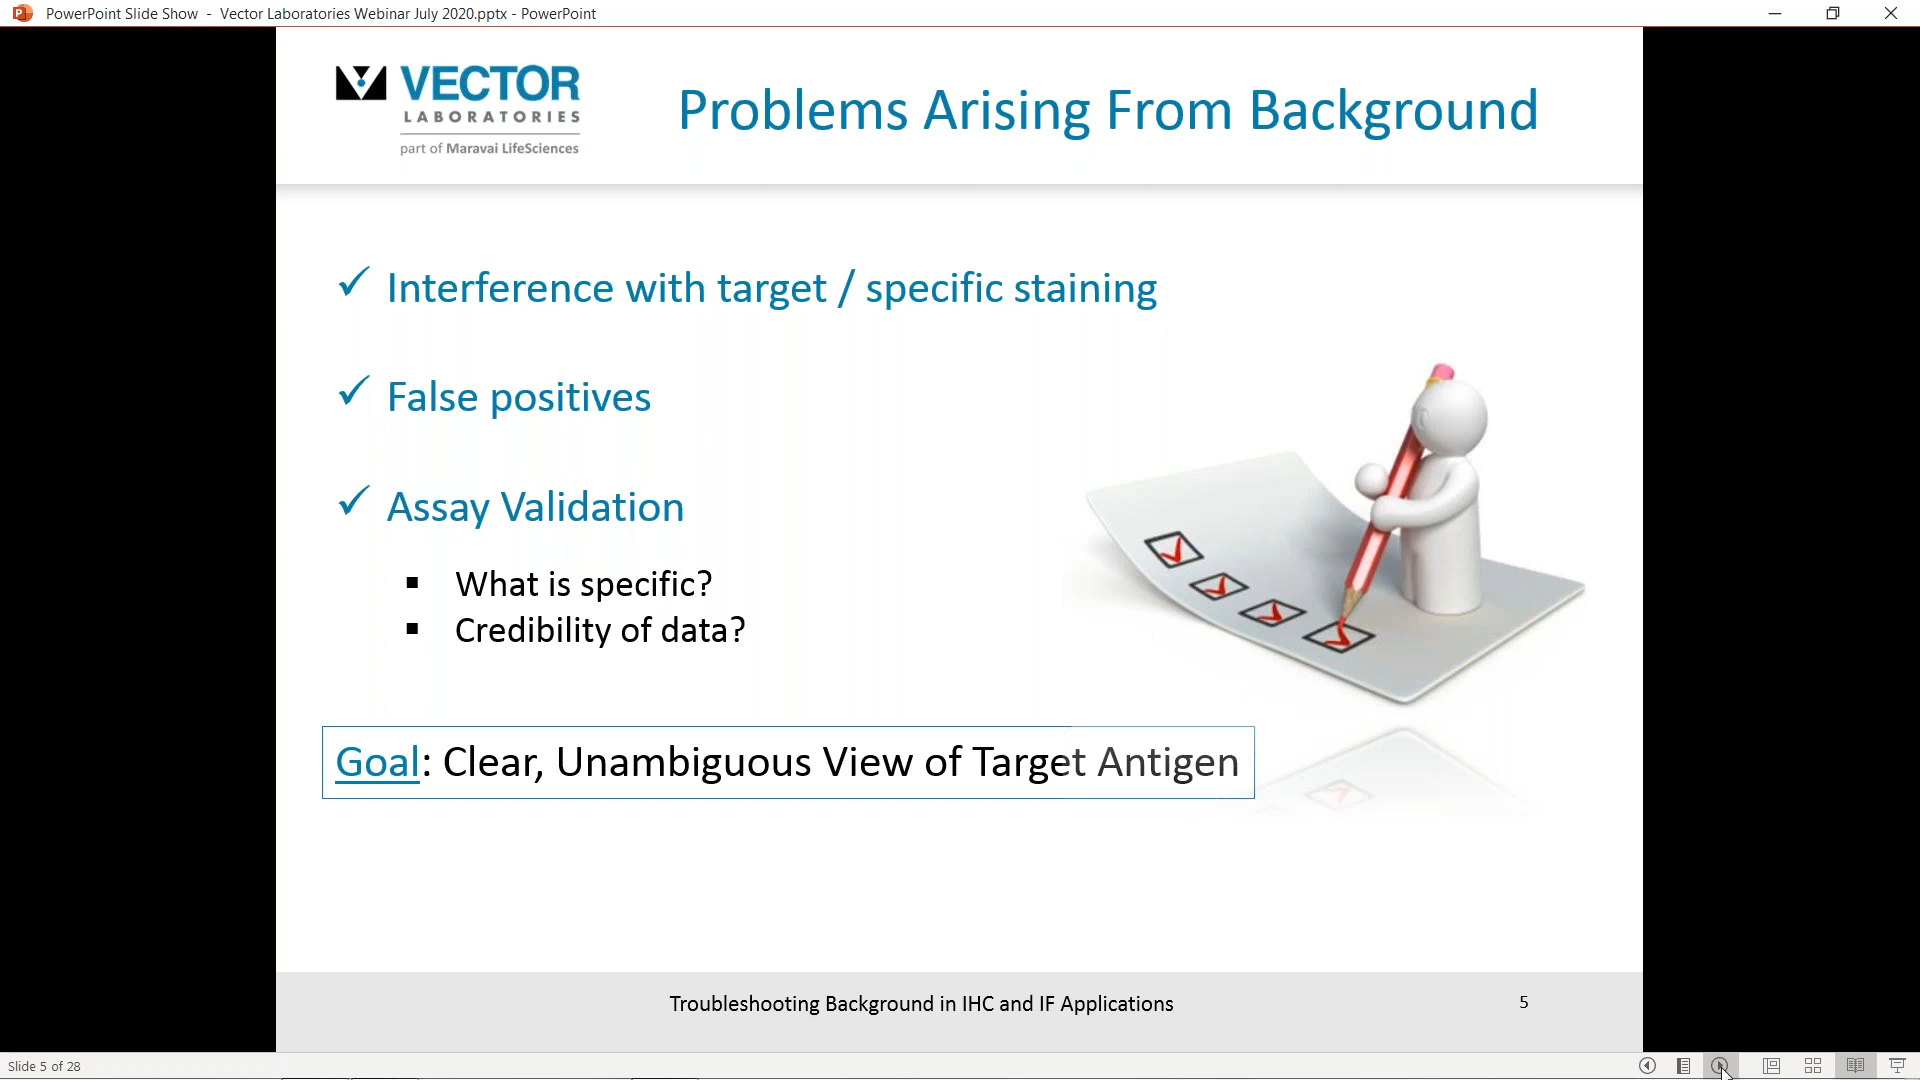 PowerPoint Slide Show - Vector Laboratories Webinar July 2020.pptx - PowerPoint
VECTOR
LABORATORIES
part of Maravai LifeSciences
Problems Arising From Background
✓ Interference with target / specific staining
✓ False positives
✓ Assay Validation
▪ What is specific?
▪ Credibility of data?
Goal: Clear, Unambiguous View of Target Antigen
Troubleshooting Background in IHC and IF Applications
5
Slide 5 of 28